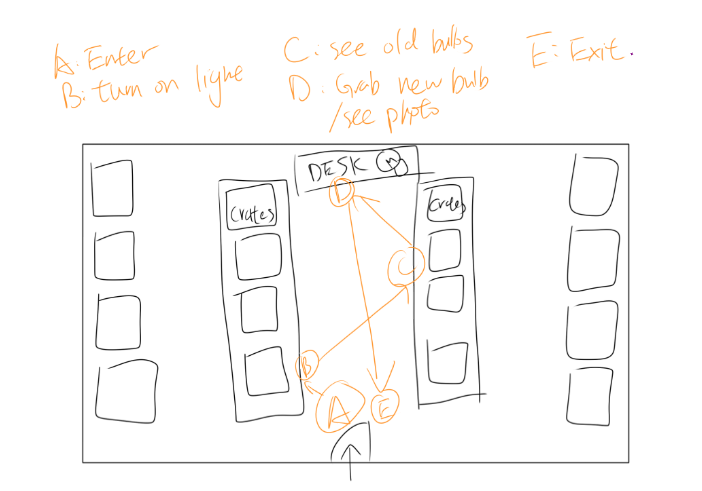 A. Enter
B: turn on light
C: see old bulbs
D: Grab new bulb
/see photo
E: Exit.
DESK
D
Crates
Crates
C
B
A
E